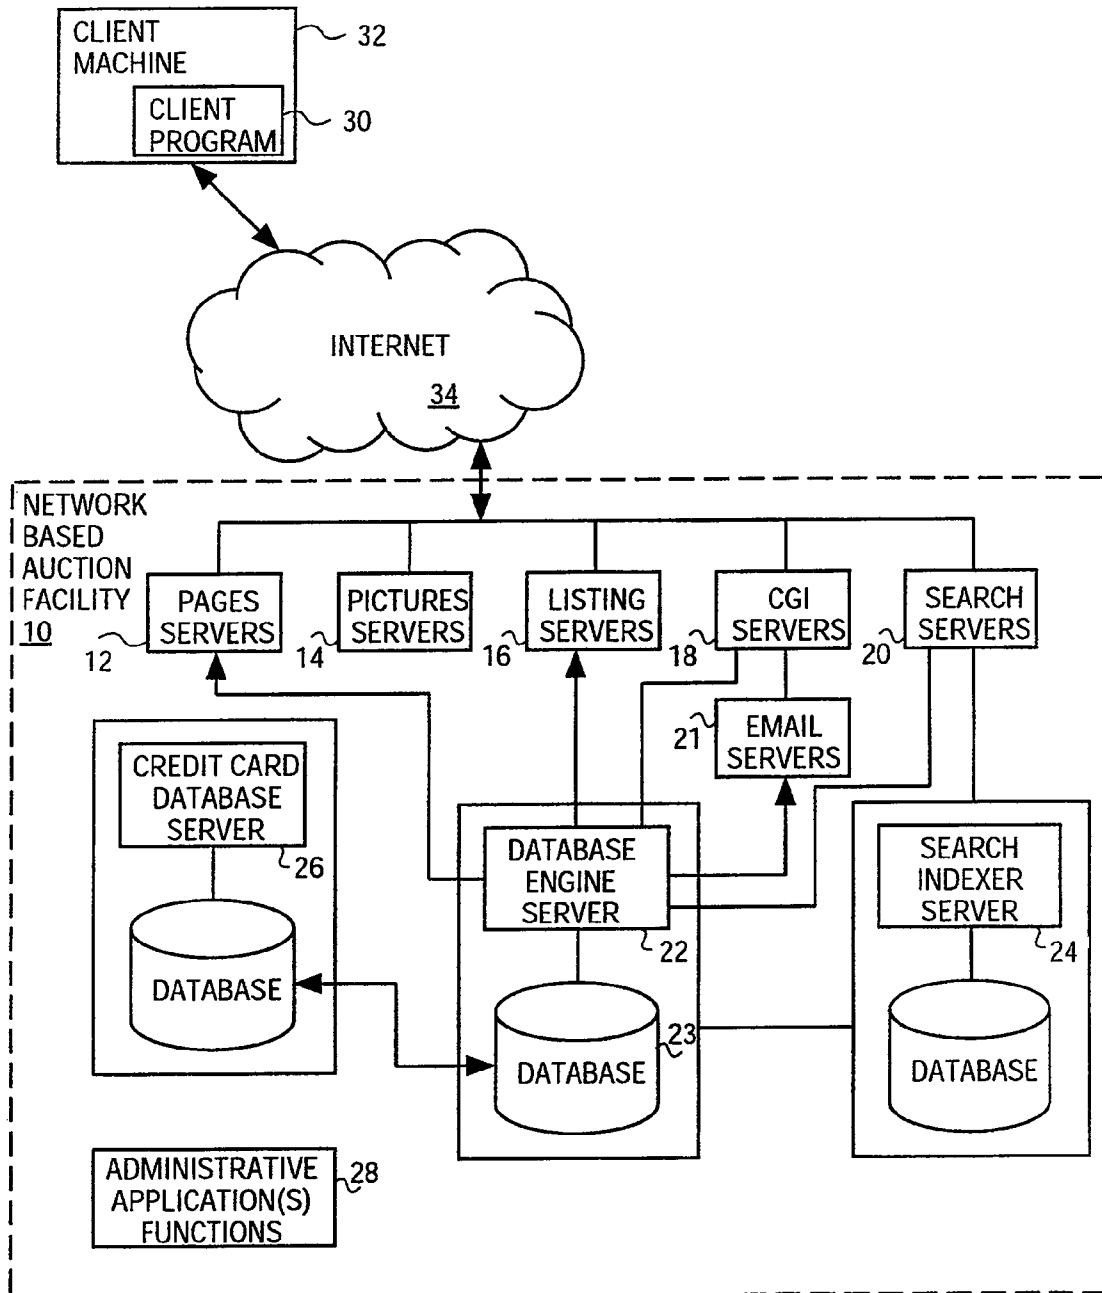 CLIENT
MACHINE
32
CLIENT
PROGRAM
30
INTERNET
34
NETWORK
BASED
AUCTION
FACILITY
10
PAGES
SERVERS
12
PICTURES
SERVERS
14
LISTING
SERVERS
16
CGI
SERVERS
18
SEARCH
SERVERS
20
EMAIL
SERVERS
21
CREDIT CARD
DATABASE
SERVER
26
DATABASE
DATABASE
ENGINE
SERVER
22
DATABASE
23
SEARCH
INDEXER
SERVER
24
DATABASE
ADMINISTRATIVE
APPLICATION(S)
FUNCTIONS
28